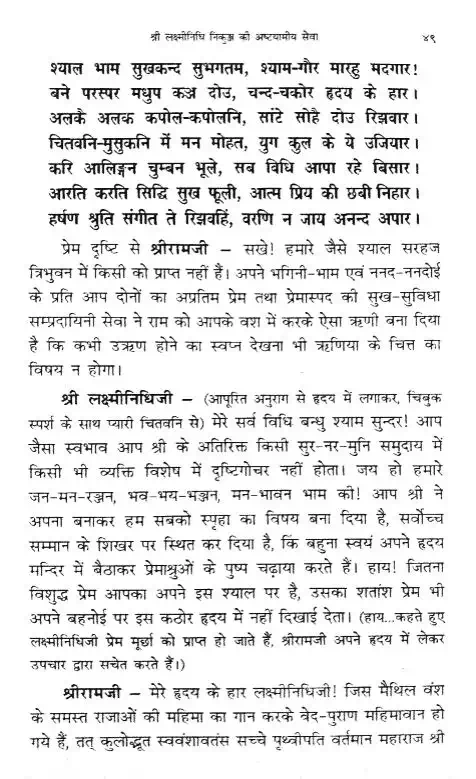 श्री लक्ष्मीनिधि निकुञ्ज की अष्टयामीय सेवा ४९
श्याल भाम सुखकन्द सुभगतम, श्याम-गौर मारहु मदगार!
बने परस्पर मधुप कञ्ज दोउ, चन्द-चकोर हृदय के हार।
अलकै अलक कपोल-कपोलनि, सांटे सोहै दोउ रिझवार।
चितवनि-मुसुकनि में मन मोहत, युग कुल के ये उजियार।
करि आलिङ्गन चुम्बन भूले, सब विधि आपा रहे बिसार।
आरति करति सिद्धि सुख फूली, आत्म प्रिय की छबी निहार।
हर्षण श्रुति संगीत ते रिझवहिं, वरणि न जाय अनन्द अपार।
प्रेम दृष्टि से श्रीरामजी – सखे! हमारे जैसे श्याल सरहज
त्रिभुवन में किसी को प्राप्त नहीं हैं। अपने भगिनी-भाम एवं ननद-ननदोई
के प्रति आप दोनों का अप्रतिम प्रेम तथा प्रेमास्पद की सुख-सुविधा
सम्प्रदायिनी सेवा ने राम को आपके वश में करके ऐसा ऋणी बना दिया
है कि कभी उऋण होने का स्वप्न देखना भी ऋणिया के चित्त का
विषय न होगा।
श्री लक्ष्मीनिधिजी – (आपूरित अनुराग से हृदय में लगाकर, चिबुक
स्पर्श के साथ प्यारी चितवनि से) मेरे सर्व विधि बन्धु श्याम सुन्दर! आप
जैसा स्वभाव आप श्री के अतिरिक्त किसी सुर-नर-मुनि समुदाय में
किसी भी व्यक्ति विशेष में दृष्टिगोचर नहीं होता। जय हो हमारे
जन-मन-रञ्जन, भव-भय-भञ्जन, मन-भावन भाम की! आप श्री ने
अपना बनाकर हम सबको स्पृहा का विषय बना दिया है, सर्वोच्च
सम्मान के शिखर पर स्थित कर दिया है, किं बहुना स्वयं अपने हृदय
मन्दिर में बैठाकर प्रेमाश्रुओं के पुष्प चढ़ाया करते हैं। हाय! जितना
विशुद्ध प्रेम आपका अपने इस श्याल पर है, उसका शतांश प्रेम भी
अपने बहनोई पर इस कठोर हृदय में नहीं दिखाई देता। (हाय...कहते हुए
लक्ष्मीनिधिजी प्रेम मूर्छा को प्राप्त हो जाते हैं, श्रीरामजी अपने हृदय में लेकर
उपचार द्वारा सचेत करते हैं।)
श्रीरामजी – मेरे हृदय के हार लक्ष्मीनिधिजी! जिस मैथिल वंश
के समस्त राजाओं की महिमा का गान करके वेद-पुराण महिमावान हो
गये हैं, तत् कुलोद्भूत स्ववंशावतंस सच्चे पृथ्वीपति वर्तमान महाराज श्री